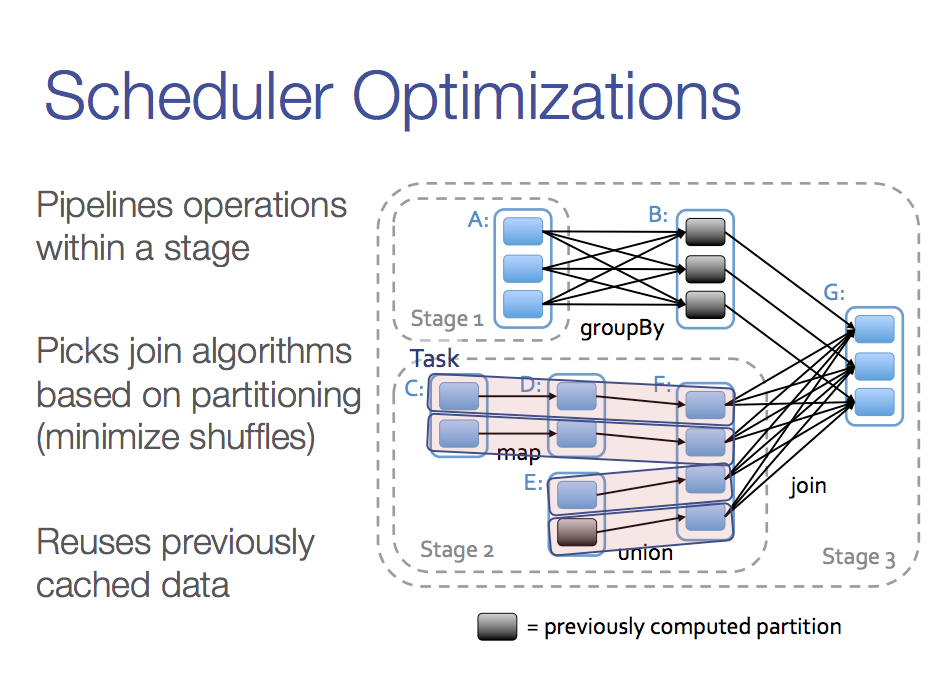 Scheduler Optimizations
Pipelines operations
within a stage
Picks join algorithms
based on partitioning
(minimize shuffles)
Reuses previously
cached data
A:
B:
G:
Stage 1
groupBy
Task
C:
D:
F:
map
E:
join
Stage 2
union
Stage 3
= previously computed partition